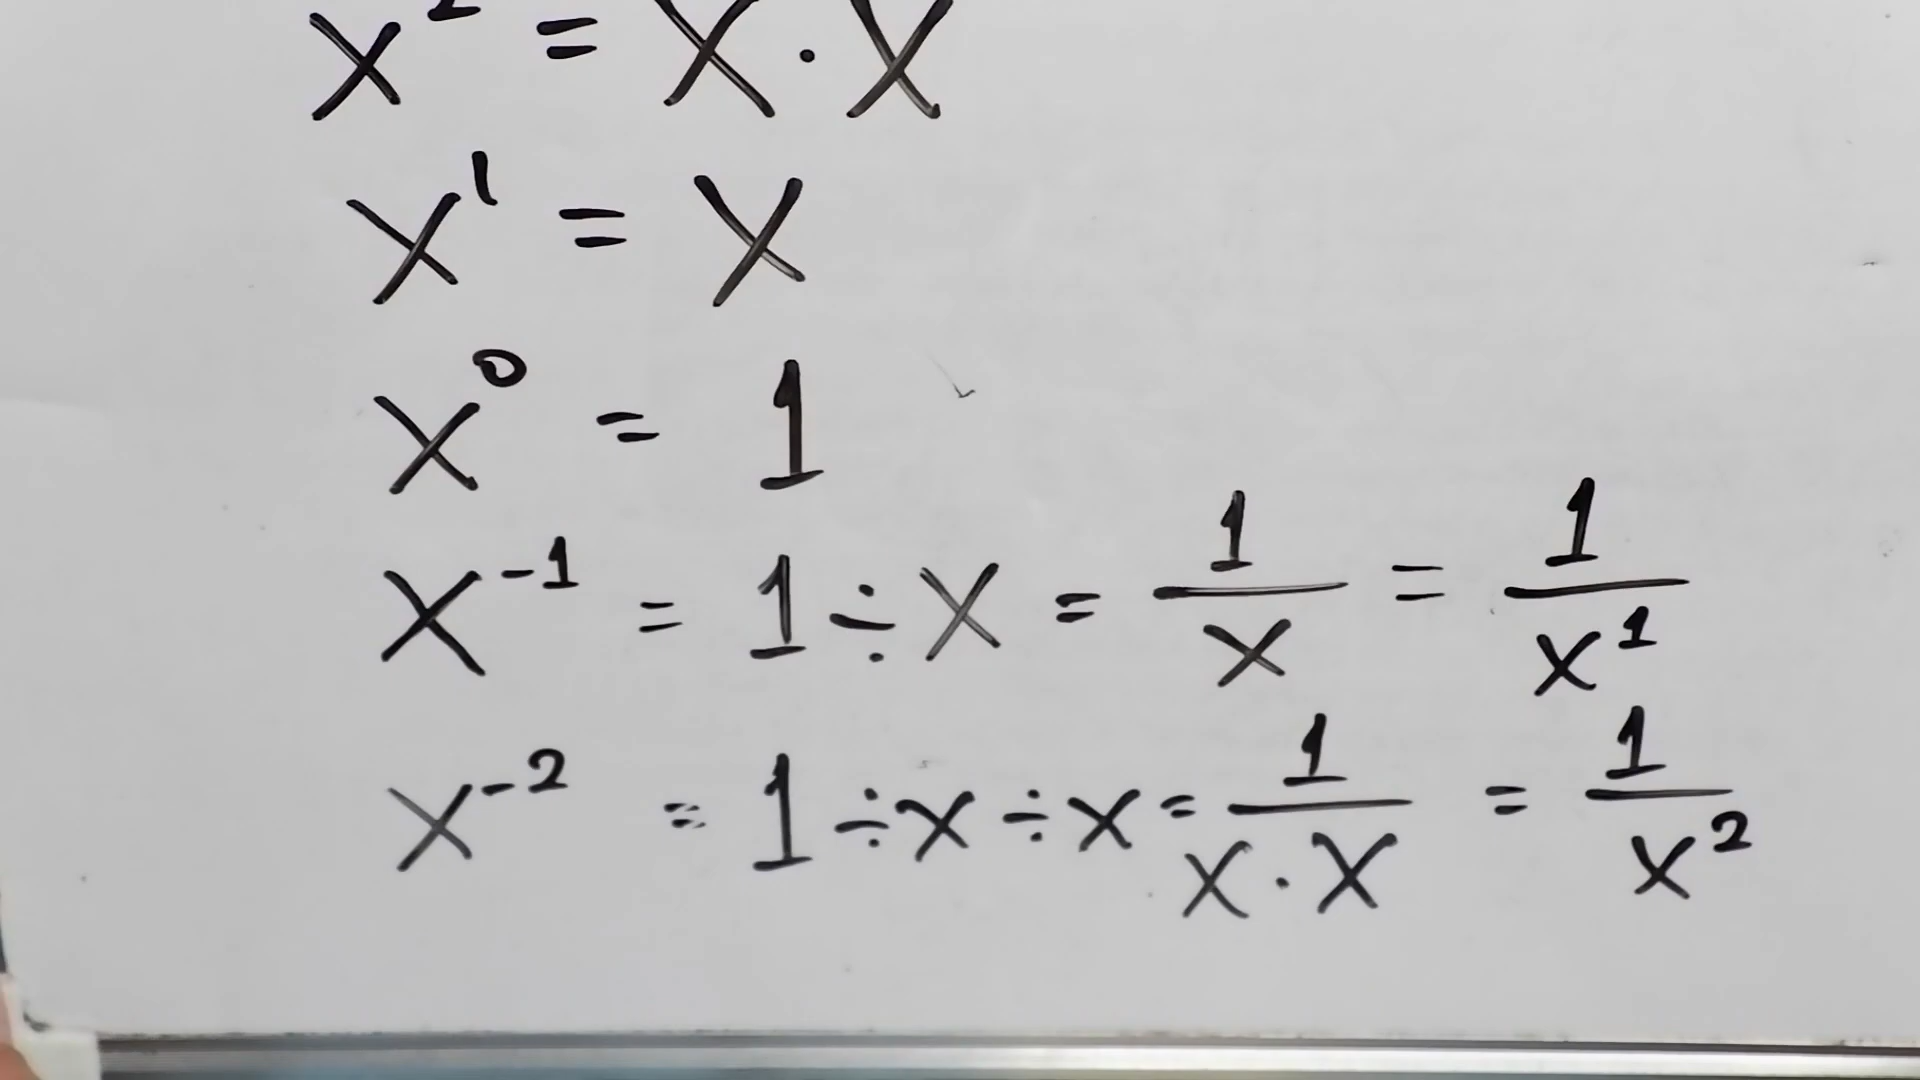 x² = x · x
x¹ = x
x⁰ = 1
x⁻¹ = 1 ÷ x = 1/x = 1/x¹
x⁻² = 1 ÷ x ÷ x = 1/(x · x) = 1/x²